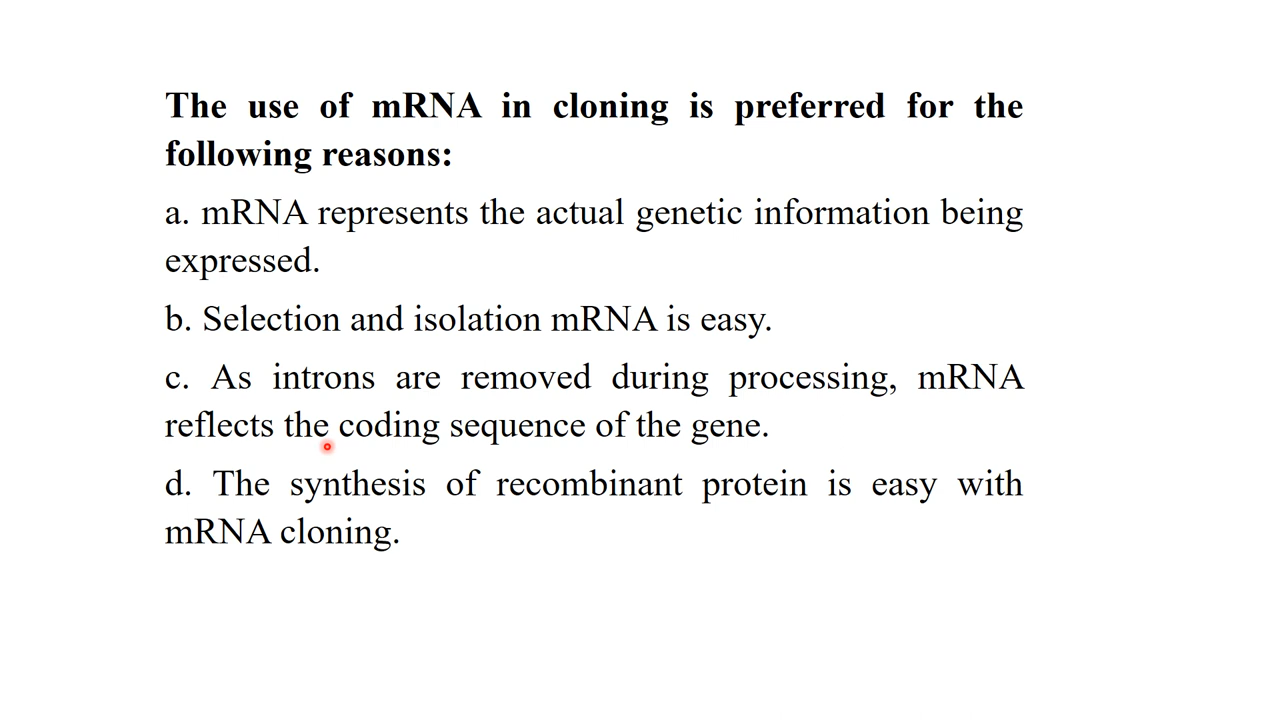 The use of mRNA in cloning is preferred for the
following reasons:
a. mRNA represents the actual genetic information being
expressed.
b. Selection and isolation mRNA is easy.
c. As introns are removed during processing, mRNA
reflects the coding sequence of the gene.
d. The synthesis of recombinant protein is easy with
mRNA cloning.